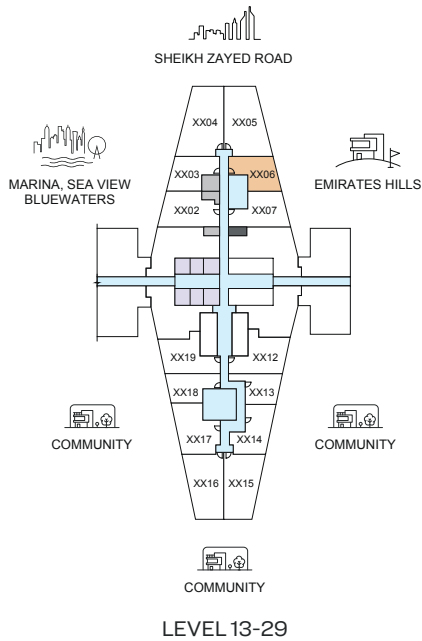 SHEIKH ZAYED ROAD
XX04 XX05
MARINA, SEA VIEW
BLUEWATERS
XX03 XX06
EMIRATES HILLS
XX02 XX07
XX19 XX12
XX18 XX13
COMMUNITY
COMMUNITY
XX17 XX14
XX16 XX15
COMMUNITY
LEVEL 13-29